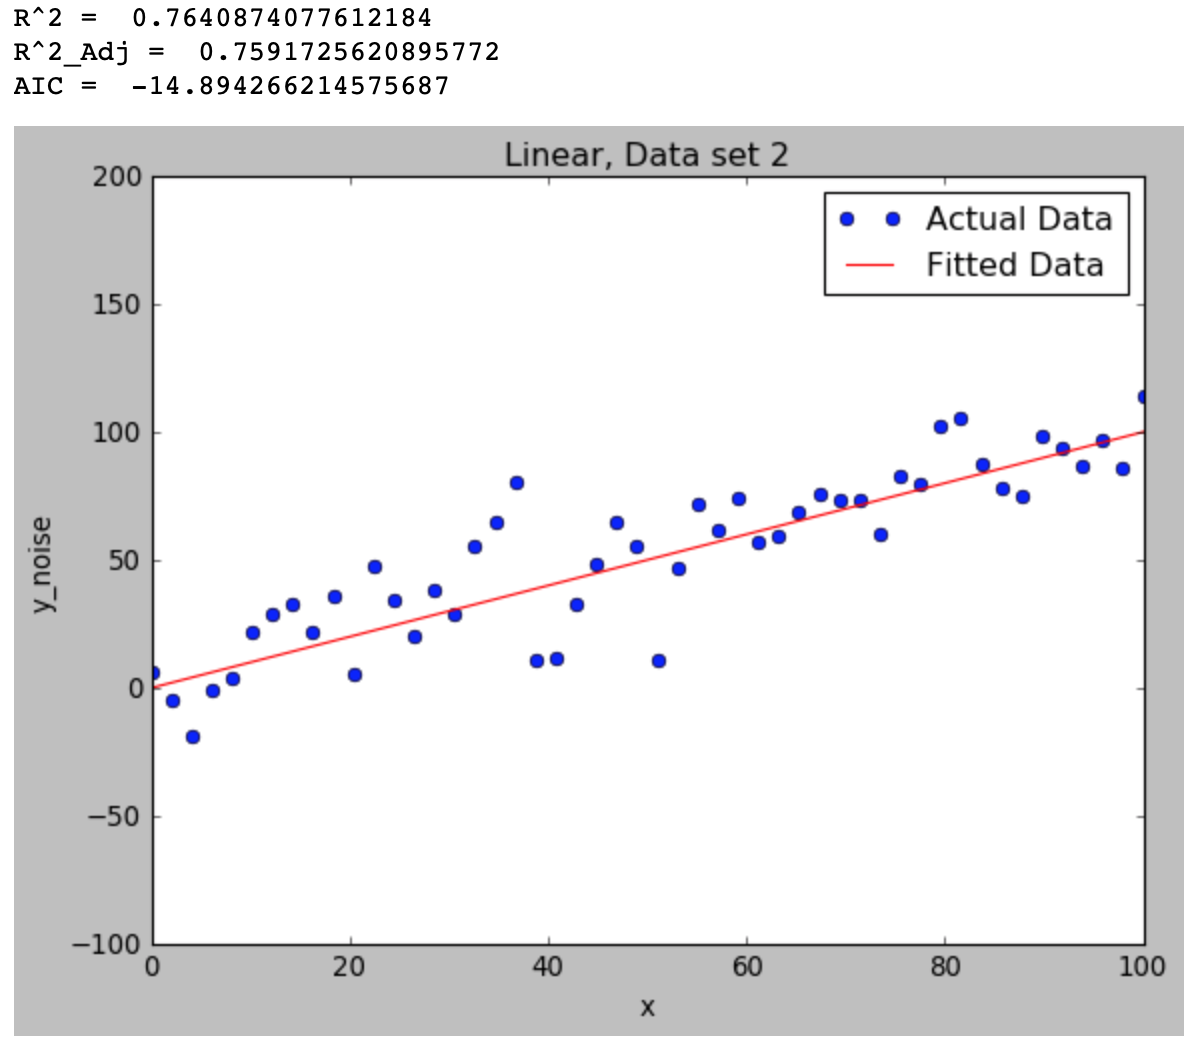 R^2 =  0.7640874077612184
R^2_Adj =  0.7591725620895772
AIC =  -14.894266214575687
Linear, Data set 2
200
150
100
50
0
−50
−100
y_noise
Actual Data
Fitted Data
0 20 40 60 80 100
x